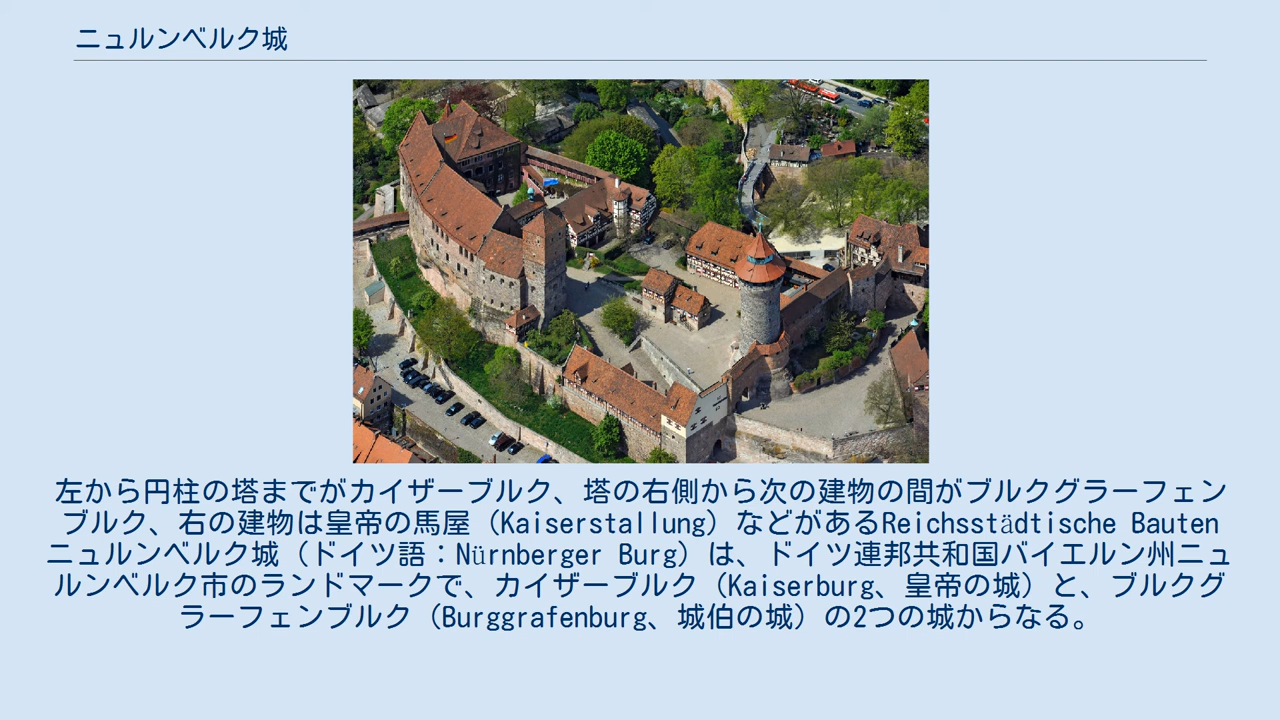 ニュルンベルク城
左から円柱の塔までがカイザーブルク、塔の右側から次の建物の間がブルクグラーフェン
ブルク、右の建物は皇帝の馬屋（Kaiserstallung）などがあるReichsstädtische Bauten
ニュルンベルク城（ドイツ語：Nürnberger Burg）は、ドイツ連邦共和国バイエルン州ニュ
ルンベルク市のランドマークで、カイザーブルク（Kaiserburg、皇帝の城）と、ブルクグ
ラーフェンブルク（Burggrafenburg、城伯の城）の2つの城からなる。